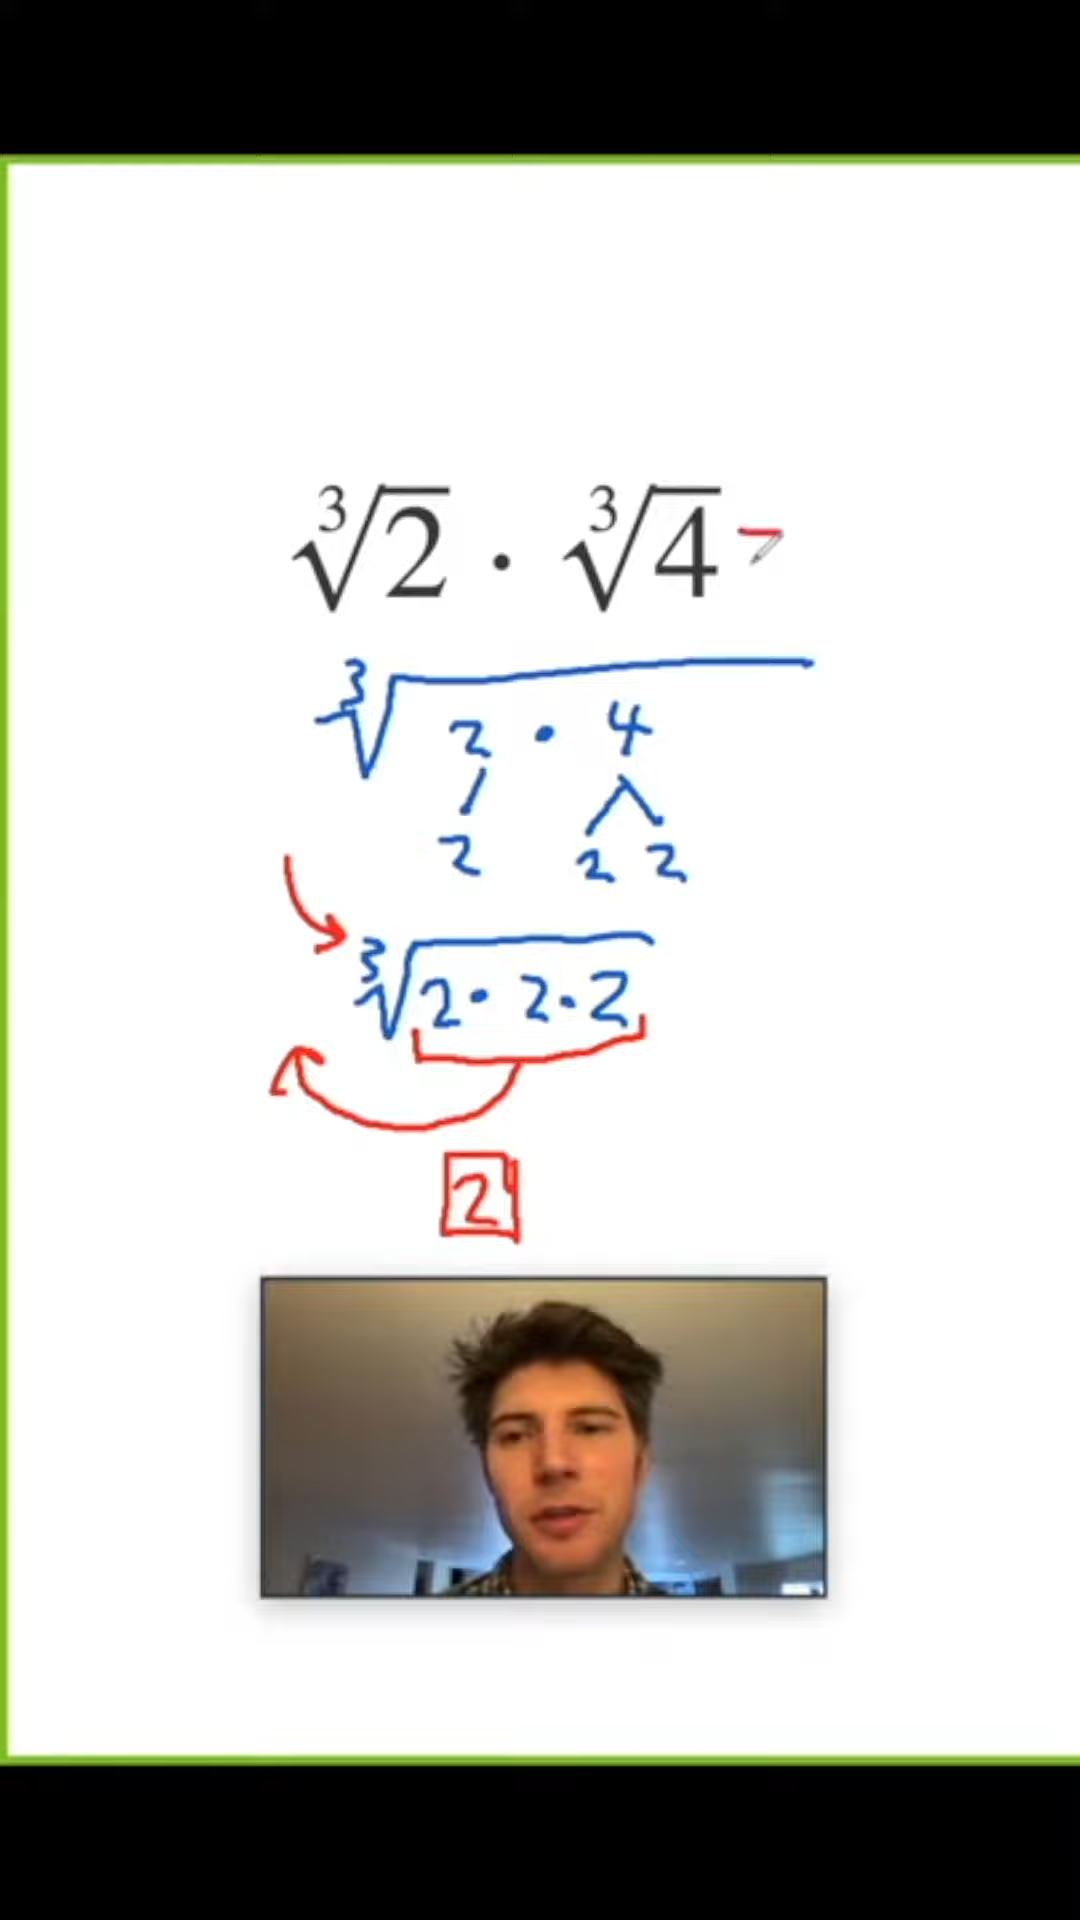 ∛2 · ∛4
∛2 · 4
2 2 2
∛2 · 2 · 2
2